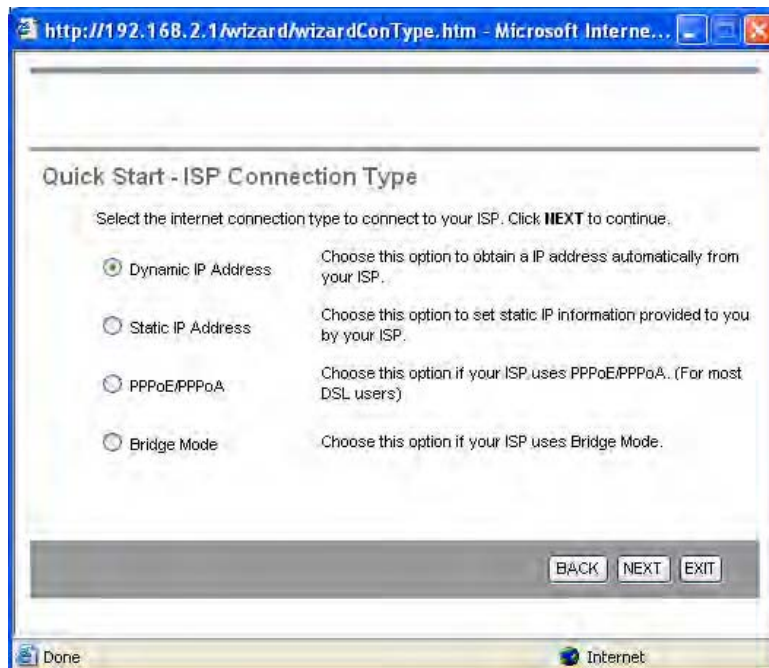 http://192.168.2.1/wizard/wizardConType.htm - Microsoft Interne...
Quick Start - ISP Connection Type
Select the internet connection type to connect to your ISP. Click NEXT to continue.
Dynamic IP Address
Choose this option to obtain a IP address automatically from
your ISP.
Static IP Address
Choose this option to set static IP information provided to you
by your ISP.
PPPoE/PPPoA
Choose this option if your ISP uses PPPoE/PPPoA. (For most
DSL users)
Bridge Mode
Choose this option if your ISP uses Bridge Mode.
BACK NEXT EXIT
Done Internet